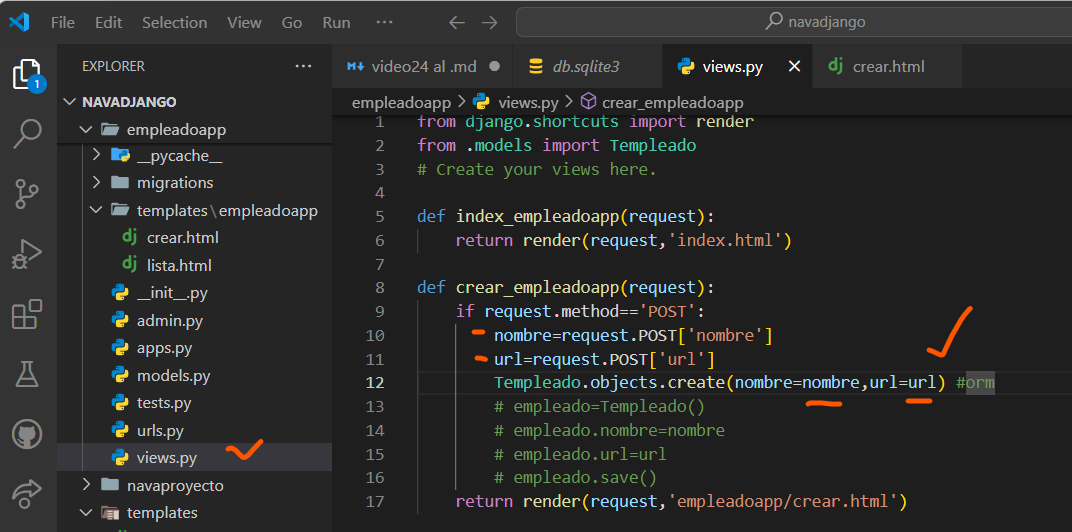 File Edit Selection View Go Run ··· ← → navadjango
EXPLORER ···
1
NAVADJANGO
empleadoapp
__pycache__
migrations
templates\empleadoapp
crear.html
lista.html
__init__.py
admin.py
apps.py
models.py
tests.py
urls.py
views.py
navaproyecto
templates
video24 al .md ● db.sqlite3 views.py × crear.html
empleadoapp > views.py > crear_empleadoapp
1 from django.shortcuts import render
2 from .models import Templeado
3 # Create your views here.
4
5 def index_empleadoapp(request):
6     return render(request,'index.html')
7
8 def crear_empleadoapp(request):
9     if request.method=='POST':
10         nombre=request.POST['nombre']
11         url=request.POST['url']
12         Templeado.objects.create(nombre=nombre,url=url) #orm
13         # empleado=Templeado()
14         # empleado.nombre=nombre
15         # empleado.url=url
16         # empleado.save()
17     return render(request,'empleadoapp/crear.html')